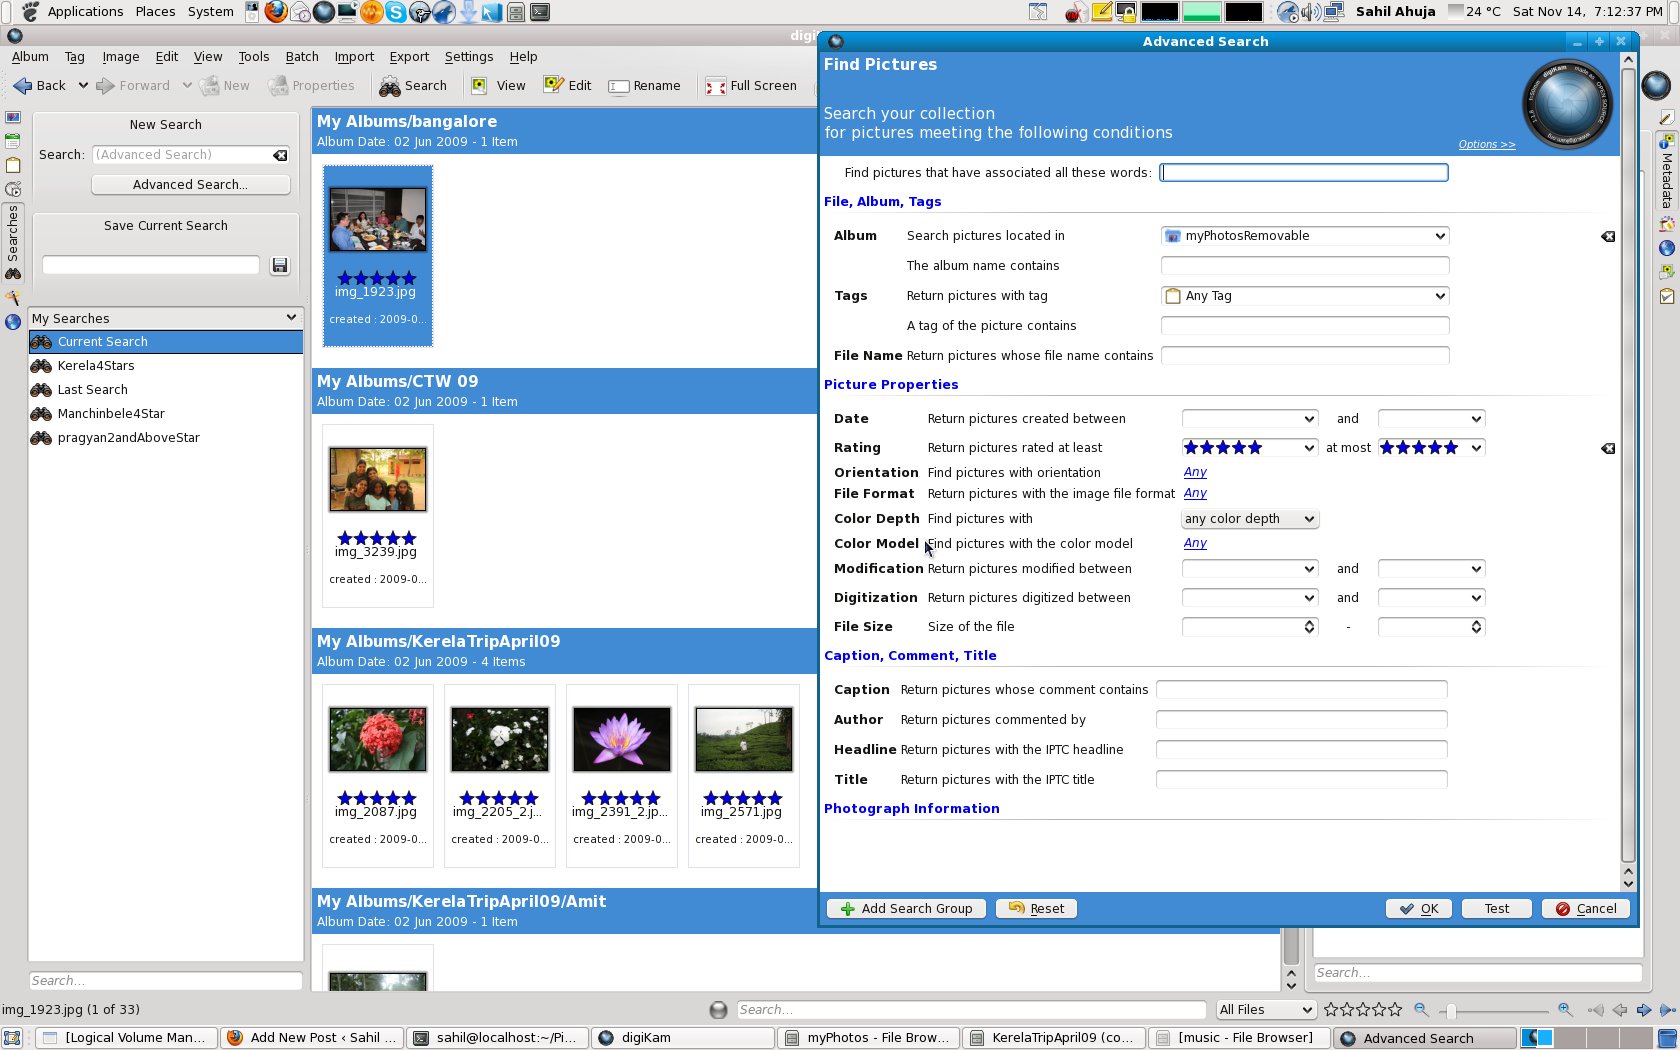 Applications Places System
Sahil Ahuja 24 °C Sat Nov 14, 7:12:37 PM
Album Tag Image Edit View Tools Batch Import Export Settings Help
Back Forward New Properties Search View Edit Rename Full Screen
New Search
Search: (Advanced Search)
Advanced Search...
Save Current Search
Searches
My Searches
Current Search
Kerela4Stars
Last Search
Manchinbele4Star
pragyan2andAboveStar
Search...
My Albums/bangalore
Album Date: 02 Jun 2009 - 1 Item
img_1923.jpg
created : 2009-0...
My Albums/CTW 09
Album Date: 02 Jun 2009 - 1 Item
img_3239.jpg
created : 2009-0...
My Albums/KerelaTripApril09
Album Date: 02 Jun 2009 - 4 Items
img_2087.jpg img_2205_2.j... img_2391_2.jp... img_2571.jpg
created : 2009-0... created : 2009-0... created : 2009-0... created : 2009-0...
My Albums/KerelaTripApril09/Amit
Album Date: 02 Jun 2009 - 1 Item
Advanced Search
Find Pictures
Search your collection
for pictures meeting the following conditions
Options >>
Find pictures that have associated all these words:
File, Album, Tags
Album Search pictures located in myPhotosRemovable
The album name contains
Tags Return pictures with tag Any Tag
A tag of the picture contains
File Name Return pictures whose file name contains
Picture Properties
Date Return pictures created between and
Rating Return pictures rated at least at most
Orientation Find pictures with orientation Any
File Format Return pictures with the image file format Any
Color Depth Find pictures with any color depth
Color Model Find pictures with the color model Any
Modification Return pictures modified between and
Digitization Return pictures digitized between and
File Size Size of the file -
Caption, Comment, Title
Caption Return pictures whose comment contains
Author Return pictures commented by
Headline Return pictures with the IPTC headline
Title Return pictures with the IPTC title
Photograph Information
Add Search Group Reset OK Test Cancel
Metadata
Search...
img_1923.jpg (1 of 33) Search... All Files
[Logical Volume Man... Add New Post ‹ Sahil ... sahil@localhost:~/Pi... digiKam myPhotos - File Brow... KerelaTripApril09 (co... [music - File Browser] Advanced Search